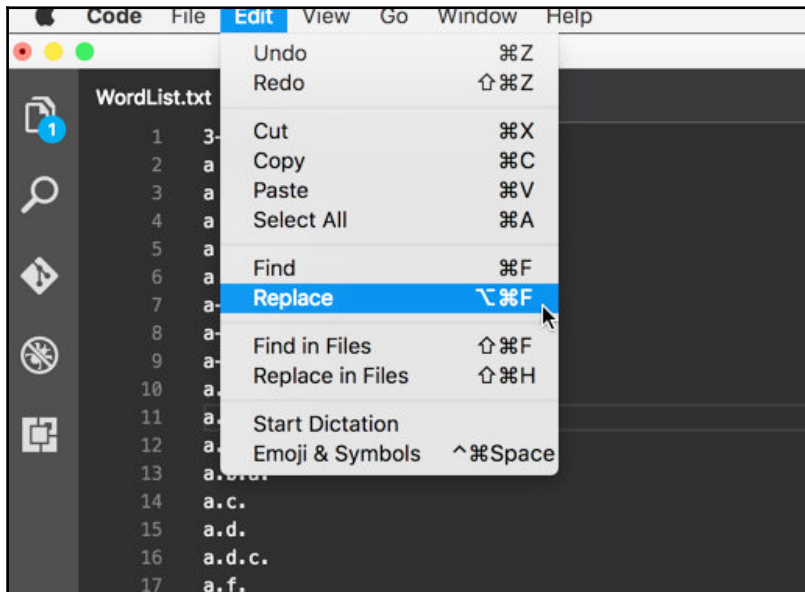 Code File Edit View Go Window Help
Undo ⌘Z
Redo ⇧⌘Z
Cut ⌘X
Copy ⌘C
Paste ⌘V
Select All ⌘A
Find ⌘F
Replace ⌥⌘F
Find in Files ⇧⌘F
Replace in Files ⇧⌘H
Start Dictation
Emoji & Symbols ^⌘Space
1
WordList.txt
1 3-
2 a
3 a
4 a
5 a
6 a
7 a-
8 a-
9 a-
10 a.
11 a.
12 a.
13 a.b.a.
14 a.c.
15 a.d.
16 a.d.c.
17 a.f.